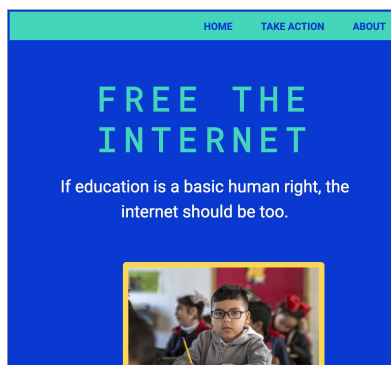 HOME TAKE ACTION ABOUT
FREE THE
INTERNET
If education is a basic human right, the
internet should be too.